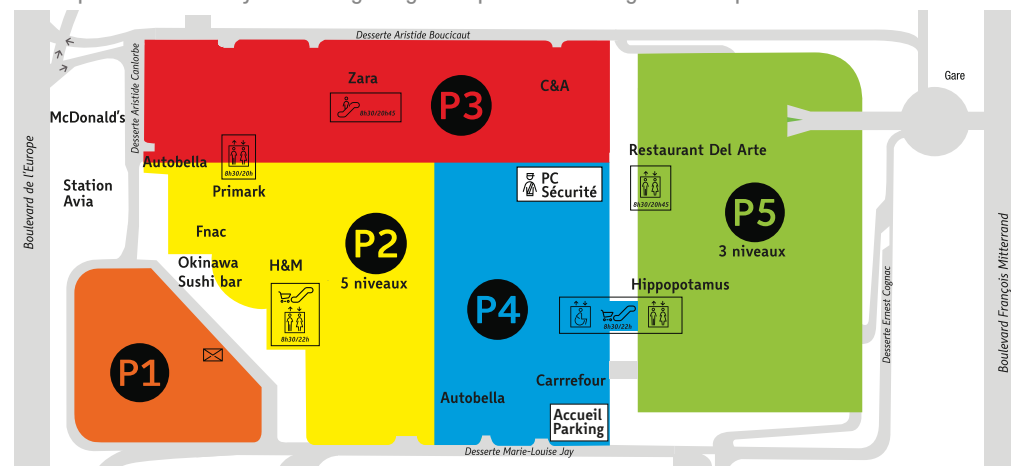 Desserte Aristide Boucicaut
Boulevard de l'Europe
Desserte Aristide Canlorbe
McDonald's
Station
Avia
Zara
8h30/20h45
P3
C&A
Gare
Autobella
8h30/20h
Primark
PC
Sécurité
Restaurant Del Arte
8h30/20h45
P5
3 niveaux
Fnac
Okinawa
Sushi bar
H&M
8h30/22h
P2
5 niveaux
P4
Hippopotamus
8h30/22h
P1
Carrrefour
Autobella
Accueil
Parking
Desserte Ernest Cognac
Boulevard François Mitterrand
Desserte Marie-Louise Jay